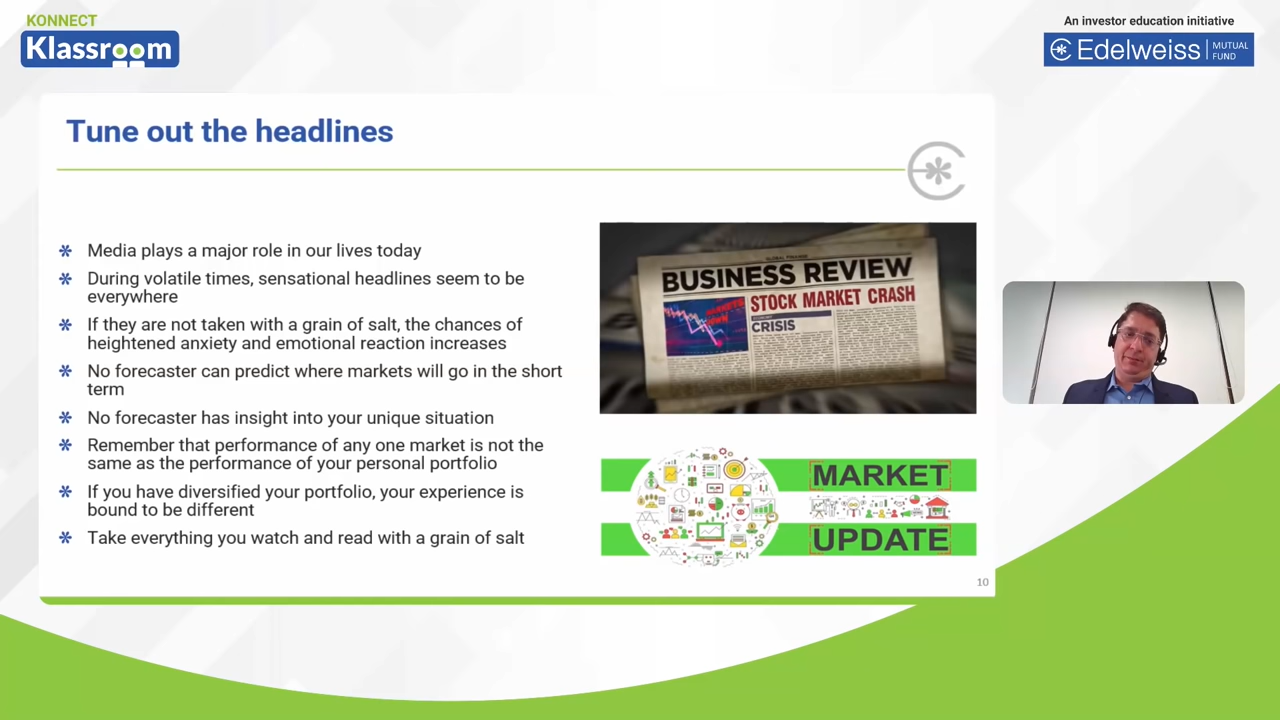 KONNECT
Klassroom
An investor education initiative
Edelweiss
MUTUAL
FUND
Tune out the headlines
Media plays a major role in our lives today
During volatile times, sensational headlines seem to be
everywhere
If they are not taken with a grain of salt, the chances of
heightened anxiety and emotional reaction increases
No forecaster can predict where markets will go in the short
term
No forecaster has insight into your unique situation
Remember that performance of any one market is not the
same as the performance of your personal portfolio
If you have diversified your portfolio, your experience is
bound to be different
Take everything you watch and read with a grain of salt
BUSINESS REVIEW
STOCK MARKET CRASH
CRISIS
MARKET
UPDATE
10